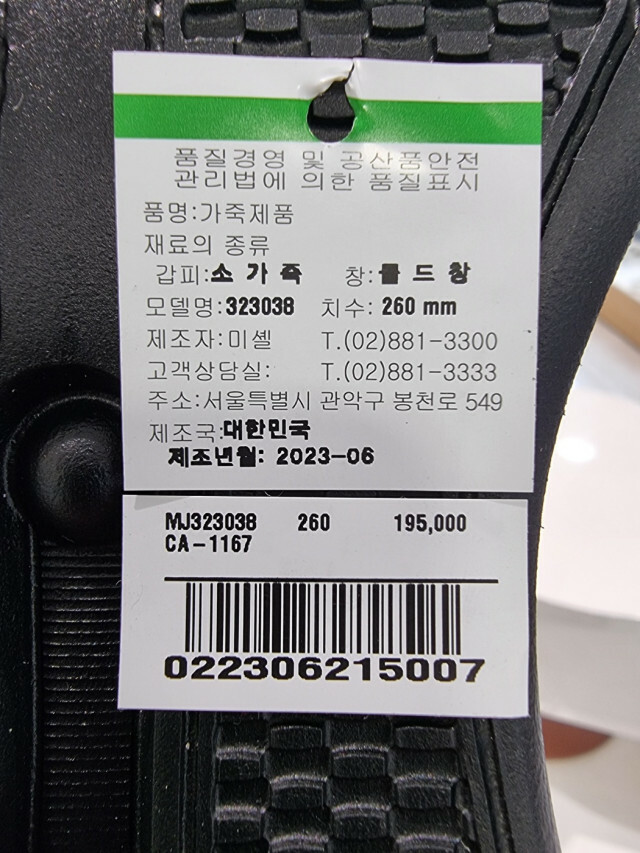 품질경영 및 공산품안전
관리법에 의한 품질표시
품명:가죽제품
재료의 종류
갑피:소 가 죽 창:몰 드 창
모델명:323038 치수: 260 mm
제조자:미셸 T.(02)881-3300
고객상담실: T.(02)881-3333
주소:서울특별시 관악구 봉천로 549
제조국:대한민국
제조년월: 2023-06
MJ323038 260 195,000
CA-1167
022306215007